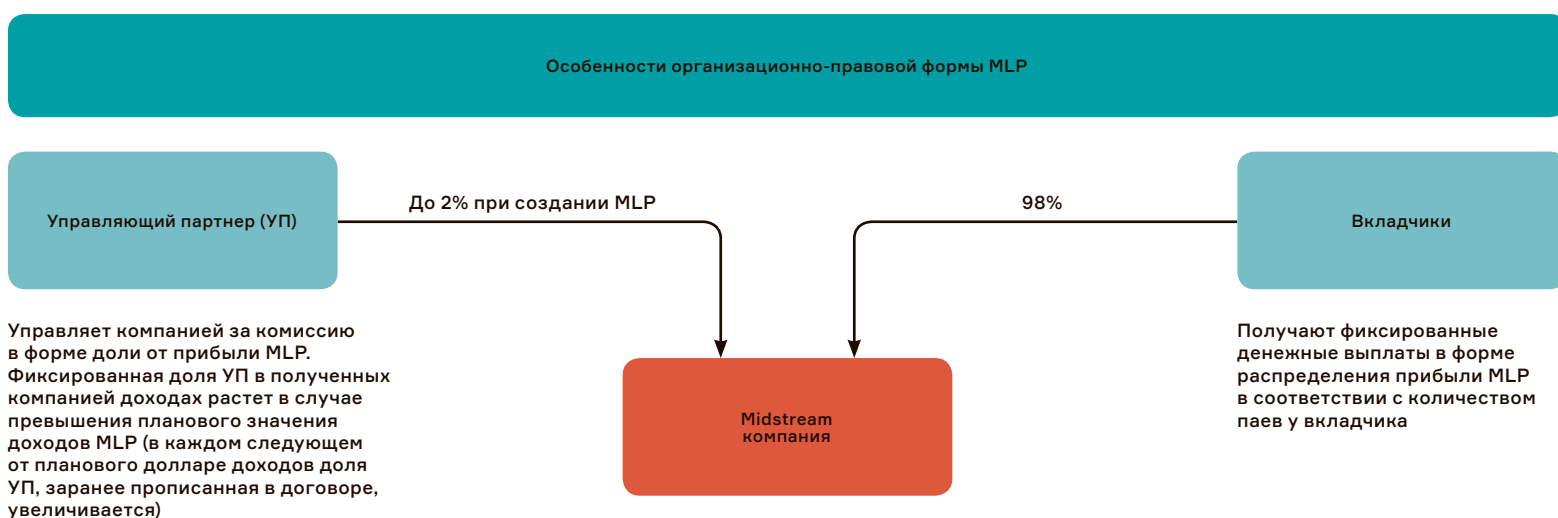 Особенности организационно-правовой формы MLP
Управляющий партнер (УП)
До 2% при создании MLP
98%
Вкладчики
Управляет компанией за комиссию
в форме доли от прибыли MLP.
Фиксированная доля УП в полученных
компанией доходах растет в случае
превышения планового значения
доходов MLP (в каждом следующем
от планового долларе доходов доля
УП, заранее прописанная в договоре,
увеличивается)
Midstream
компания
Получают фиксированные
денежные выплаты в форме
распределения прибыли MLP
в соответствии с количеством
паев у вкладчика